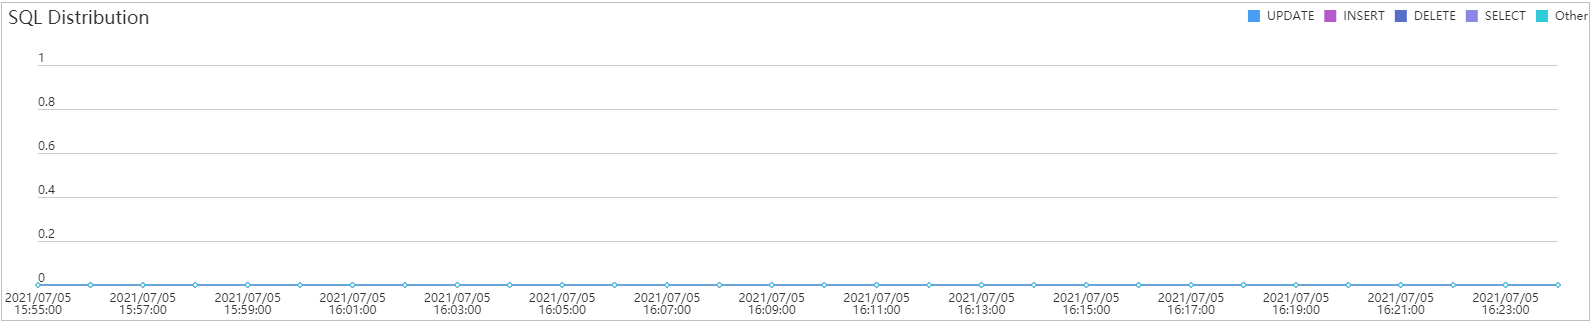 SQL Distribution
UPDATE INSERT DELETE SELECT Other
1
0.8
0.6
0.4
0.2
0
2021/07/05 2021/07/05 2021/07/05 2021/07/05 2021/07/05 2021/07/05 2021/07/05 2021/07/05 2021/07/05 2021/07/05 2021/07/05 2021/07/05 2021/07/05 2021/07/05 2021/07/05
15:55:00 15:57:00 15:59:00 16:01:00 16:03:00 16:05:00 16:07:00 16:09:00 16:11:00 16:13:00 16:15:00 16:17:00 16:19:00 16:21:00 16:23:00